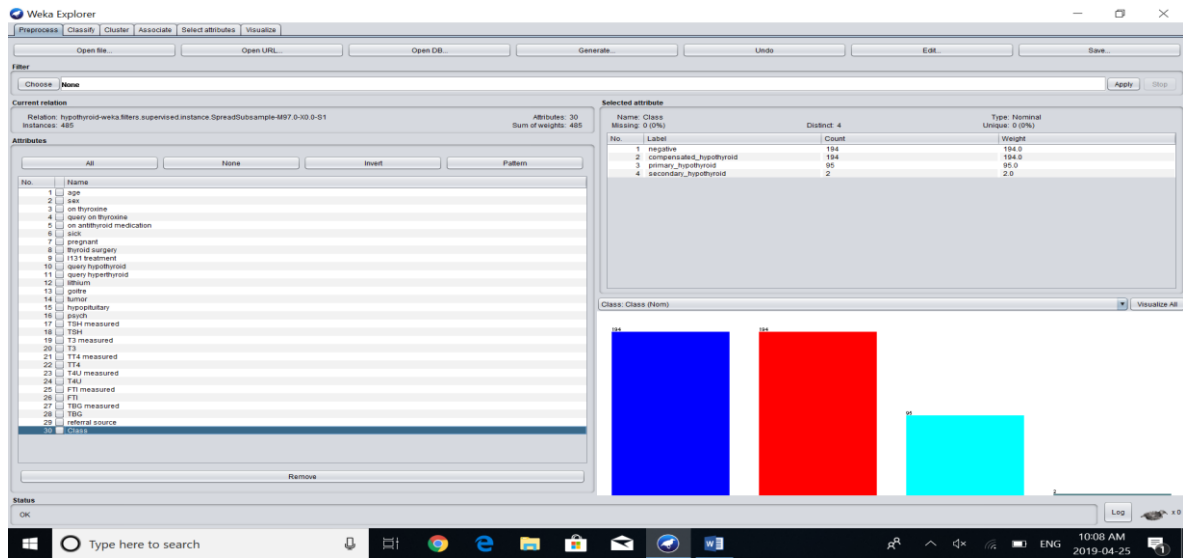 Weka Explorer
Preprocess Classify Cluster Associate Select attributes Visualize
Open file... Open URL... Open DB... Generate... Undo Edit... Save...
Filter
Choose None Apply Stop
Current relation
Relation: hypothyroid-weka.filters.supervised.instance.SpreadSubsample-M97.0-X0.0-S1 Attributes: 30
Instances: 485 Sum of weights: 485
Attributes
All None Invert Pattern
No. Name
1 age
2 sex
3 on thyroxine
4 query on thyroxine
5 on antithyroid medication
6 sick
7 pregnant
8 thyroid surgery
9 I131 treatment
10 query hypothyroid
11 query hyperthyroid
12 lithium
13 goitre
14 tumor
15 hypopituitary
16 psych
17 TSH measured
18 TSH
19 T3 measured
20 T3
21 TT4 measured
22 TT4
23 T4U measured
24 T4U
25 FTI measured
26 FTI
27 TBG measured
28 TBG
29 referral source
30 Class
Remove
Selected attribute
Name: Class Type: Nominal
Missing: 0 (0%) Distinct: 4 Unique: 0 (0%)
No. Label Count Weight
1 negative 194 194.0
2 compensated_hypothyroid 194 194.0
3 primary_hypothyroid 95 95.0
4 secondary_hypothyroid 2 2.0
Class: Class (Nom) Visualize All
194 194
95
2
Status
OK Log x 0
Type here to search ENG 10:08 AM
2019-04-25